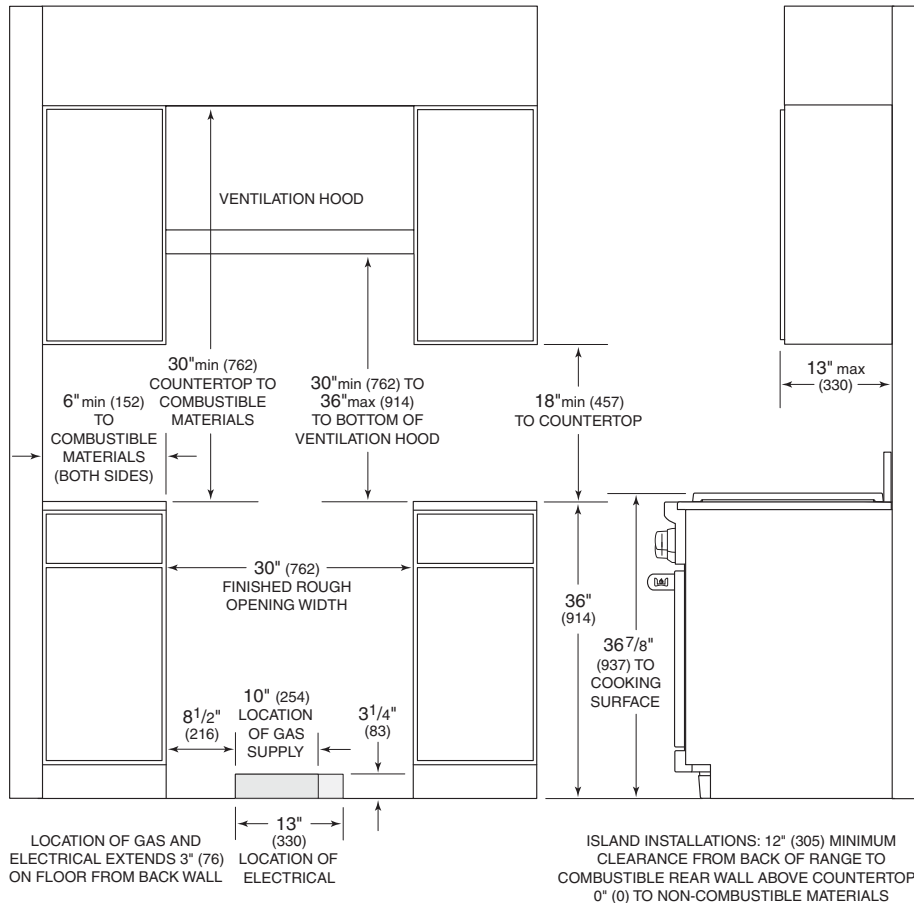 VENTILATION HOOD
30" min (762)
COUNTERTOP TO
COMBUSTIBLE
MATERIALS
6" min (152)
TO
COMBUSTIBLE
MATERIALS
(BOTH SIDES)
30" min (762) TO
36" max (914)
TO BOTTOM OF
VENTILATION HOOD
18" min (457)
TO COUNTERTOP
13" max
(330)
30" (762)
FINISHED ROUGH
OPENING WIDTH
36"
(914)
36 7/8"
(937) TO
COOKING
SURFACE
8 1/2"
(216)
10" (254)
LOCATION
OF GAS
SUPPLY
3 1/4"
(83)
13"
(330)
LOCATION OF
ELECTRICAL
LOCATION OF GAS AND
ELECTRICAL EXTENDS 3" (76)
ON FLOOR FROM BACK WALL
ISLAND INSTALLATIONS: 12" (305) MINIMUM
CLEARANCE FROM BACK OF RANGE TO
COMBUSTIBLE REAR WALL ABOVE COUNTERTOP
0" (0) TO NON-COMBUSTIBLE MATERIALS